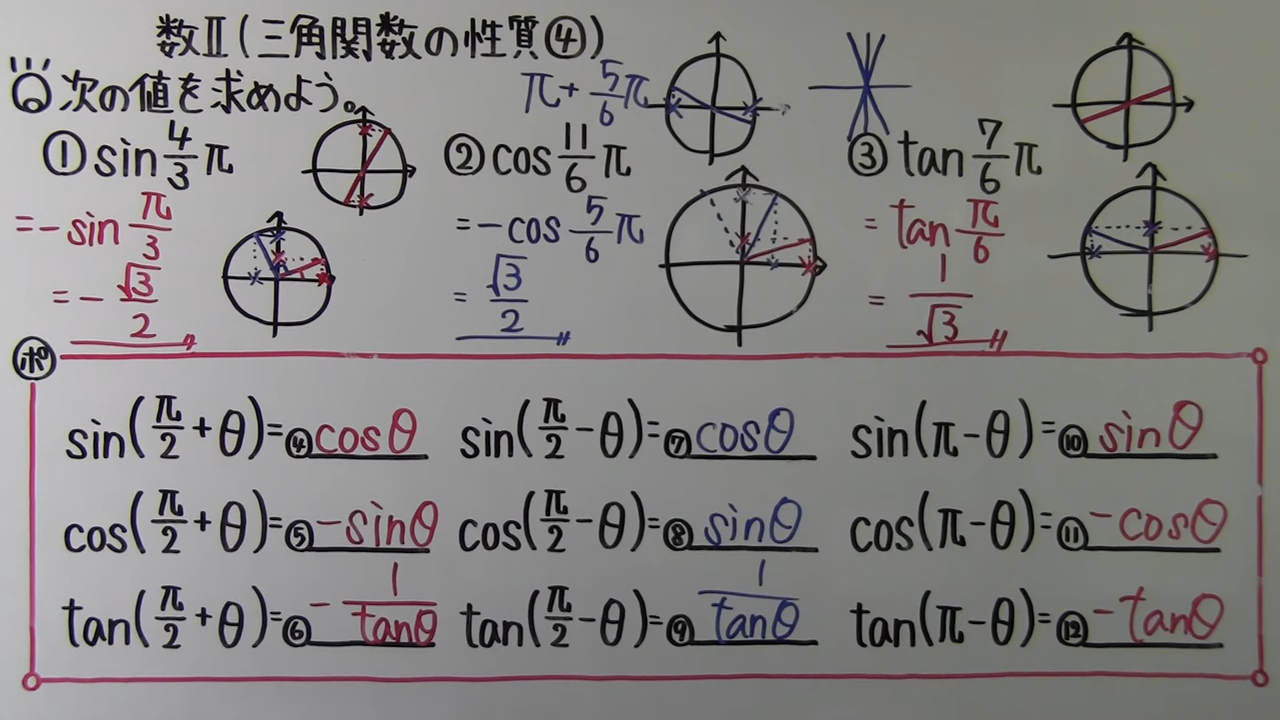 数Ⅱ(三角関数の性質④)
Q 次の値を求めよう。
① sin 4/3 π
= -sin π/3
= - √3/2
π + 5/6 π
② cos 11/6 π
= -cos 5/6 π
= √3/2
③ tan 7/6 π
= tan π/6
= 1/√3
ポ
sin(π/2 + θ)= ④ cosθ sin(π/2 - θ)= ⑦ cosθ sin(π - θ)= ⑩ sinθ
cos(π/2 + θ)= ⑤ -sinθ cos(π/2 - θ)= ⑧ sinθ cos(π - θ)= ⑪ -cosθ
tan(π/2 + θ)= ⑥ - 1/tanθ tan(π/2 - θ)= ⑨ 1/tanθ tan(π - θ)= ⑫ -tanθ